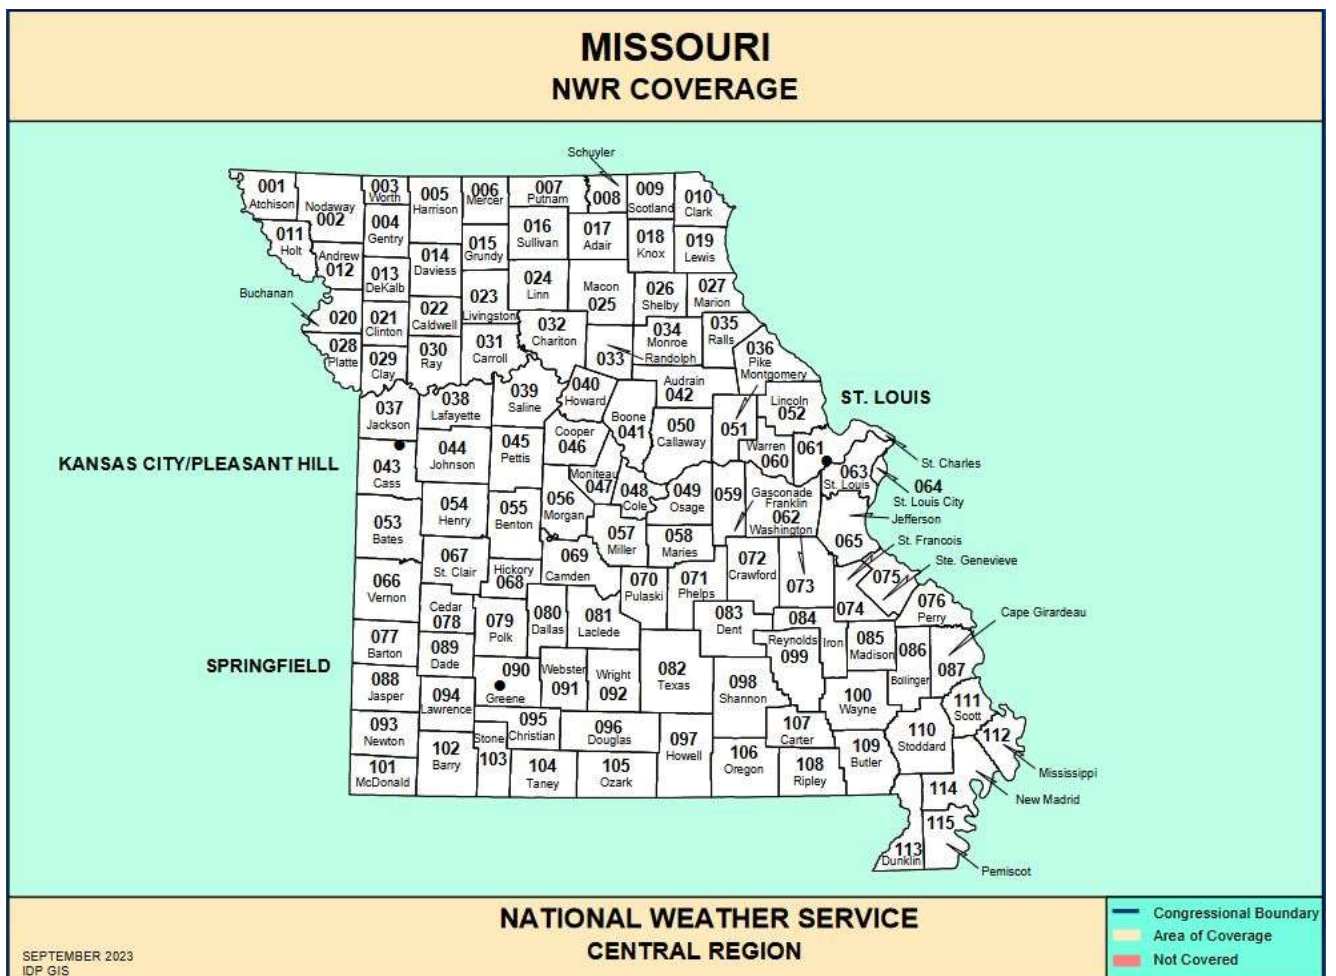 MISSOURI
NWR COVERAGE
Schuyler
001
Atchison
Nodaway
002
003
Worth
005
Harrison
006
Mercer
007
Putnam
008
009
Scotland
010
Clark
011
Holt
004
Gentry
016
Sullivan
017
Adair
018
Knox
019
Lewis
015
Grundy
Andrew
012
013
DeKalb
014
Daviess
024
Linn
Macon
025
026
Shelby
027
Marion
Buchanan
020
021
Clinton
022
Caldwell
023
Livingston
032
Chariton
034
Monroe
Randolph
033
035
Ralls
036
Pike
Montgomery
028
Platte
029
Clay
030
Ray
031
Carroll
Audrain
042
037
Jackson
038
Lafayette
039
Saline
040
Howard
Boone
041
050
Callaway
051
Lincoln
052
ST. LOUIS
KANSAS CITY/PLEASANT HILL
043
Cass
044
Johnson
045
Pettis
Cooper
046
Moniteau
047
048
Cole
049
Osage
059
Gasconade
Franklin
062
Washington
Warren
060
061
063
St. Louis
St. Charles
064
St. Louis City
Jefferson
065
St. Francois
Ste. Genevieve
053
Bates
054
Henry
055
Benton
056
Morgan
057
Miller
058
Maries
066
Vernon
067
St. Clair
Hickory
068
069
Camden
070
Pulaski
071
Phelps
072
Crawford
073
074
075
076
Perry
Cape Girardeau
SPRINGFIELD
077
Barton
Cedar
078
079
Polk
080
Dallas
081
Laclede
083
Dent
084
Iron
Reynolds
099
085
Madison
086
Bollinger
087
088
Jasper
089
Dade
090
Greene
Webster
091
Wright
092
082
Texas
098
Shannon
100
Wayne
093
Newton
094
Lawrence
095
Christian
096
Douglas
097
Howell
107
Carter
110
Stoddard
111
Scott
112
Mississippi
101
McDonald
102
Barry
Stone
103
104
Taney
105
Ozark
106
Oregon
108
Ripley
109
Butler
114
New Madrid
115
113
Dunklin
Pemiscot
NATIONAL WEATHER SERVICE
CENTRAL REGION
SEPTEMBER 2023
IDP GIS
Congressional Boundary
Area of Coverage
Not Covered